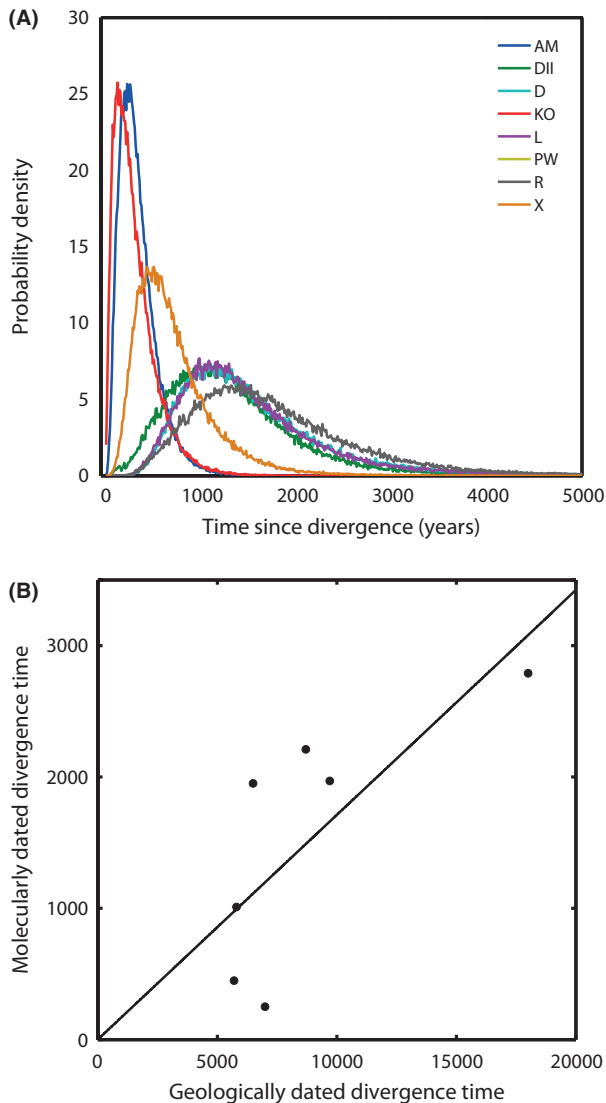 (A)
30
25
20
15
10
5
0
Probability density
AM
DII
D
KO
L
PW
R
X
0 1000 2000 3000 4000 5000
Time since divergence (years)
(B)
3000
2000
1000
0
Molecularly dated divergence time
0 5000 10000 15000 20000
Geologically dated divergence time